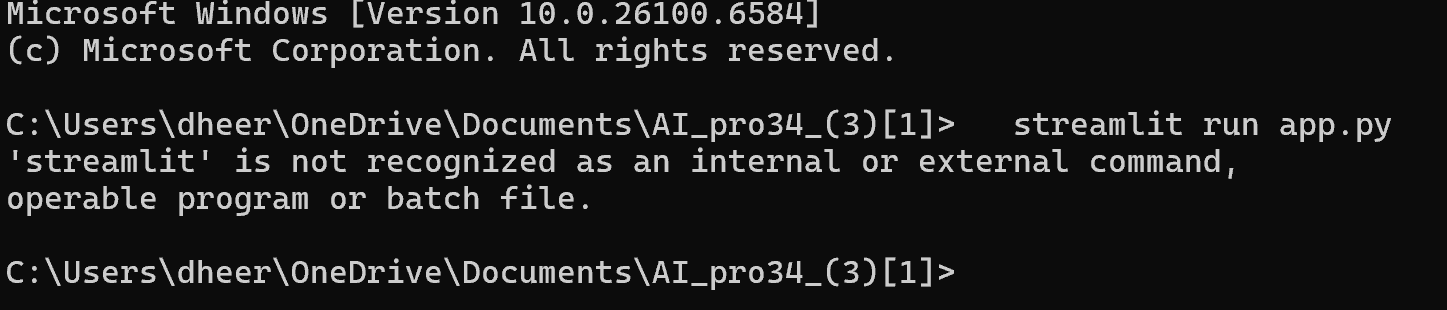 Microsoft Windows [Version 10.0.26100.6584]
(c) Microsoft Corporation. All rights reserved.
C:\Users\dheer\OneDrive\Documents\AI_pro34_(3)[1]>   streamlit run app.py
'streamlit' is not recognized as an internal or external command,
operable program or batch file.
C:\Users\dheer\OneDrive\Documents\AI_pro34_(3)[1]>